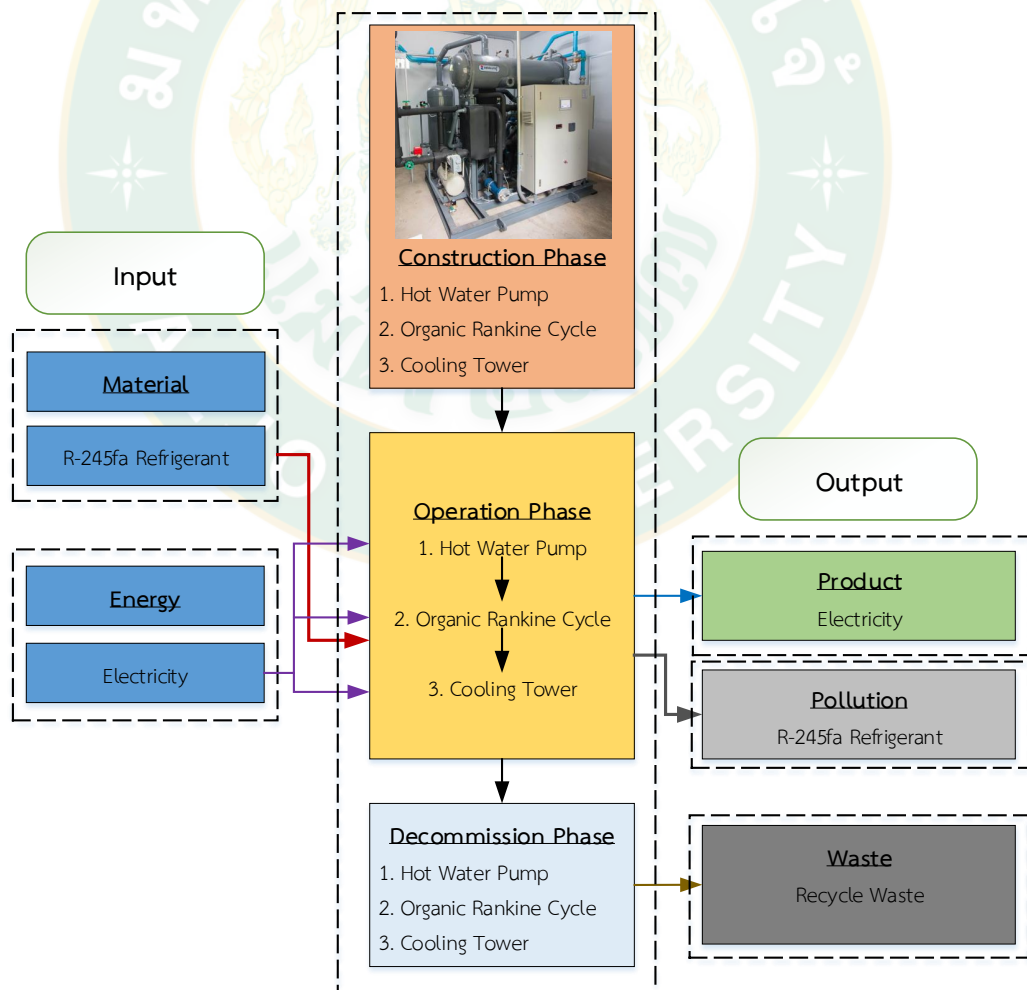 Construction Phase
1. Hot Water Pump
2. Organic Rankine Cycle
3. Cooling Tower
Input
Material
R-245fa Refrigerant
Energy
Electricity
Operation Phase
1. Hot Water Pump
2. Organic Rankine Cycle
3. Cooling Tower
Output
Product
Electricity
Pollution
R-245fa Refrigerant
Decommission Phase
1. Hot Water Pump
2. Organic Rankine Cycle
3. Cooling Tower
Waste
Recycle Waste